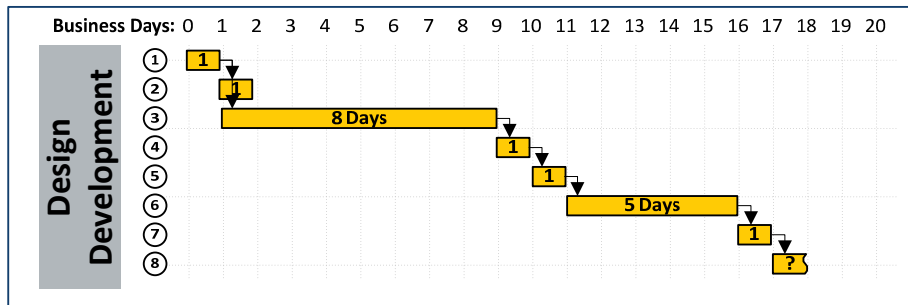 Business Days: 0 1 2 3 4 5 6 7 8 9 10 11 12 13 14 15 16 17 18 19 20
Design
Development
1 1
2 1
3 8 Days
4 1
5 1
6 5 Days
7 1
8 ?